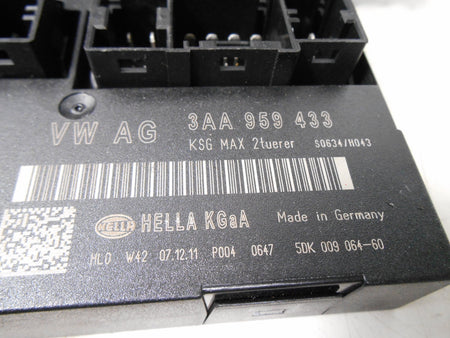 VW AG 3AA 959 433
KSG MAX 2tuerer S0634/H043
HELLA HELLA KGaA Made in Germany
HLO W42 07.12.11 P004 0647 5DK 009 064-60